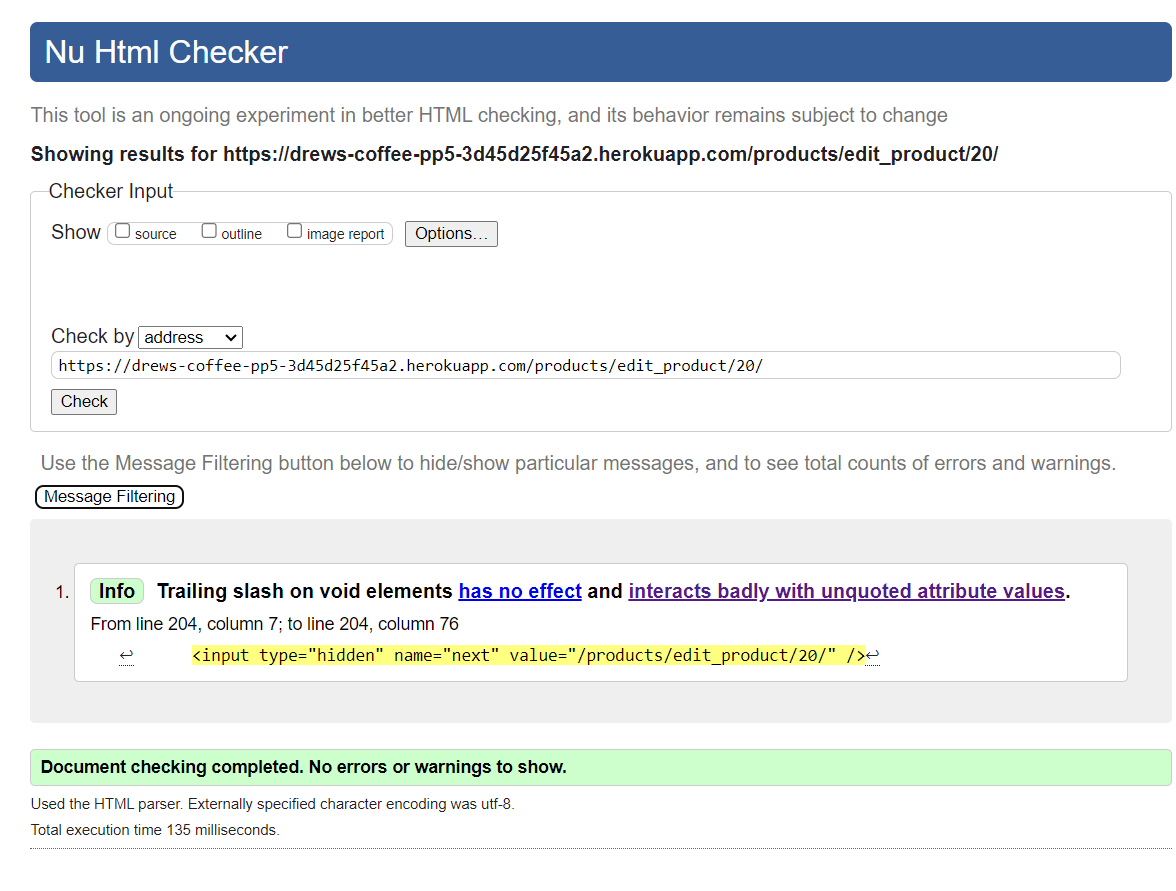 Nu Html Checker
This tool is an ongoing experiment in better HTML checking, and its behavior remains subject to change
Showing results for https://drews-coffee-pp5-3d45d25f45a2.herokuapp.com/products/edit_product/20/
Checker Input
Show source outline image report Options...
Check by address
https://drews-coffee-pp5-3d45d25f45a2.herokuapp.com/products/edit_product/20/
Check
Use the Message Filtering button below to hide/show particular messages, and to see total counts of errors and warnings.
Message Filtering
1. Info Trailing slash on void elements has no effect and interacts badly with unquoted attribute values.
From line 204, column 7; to line 204, column 76
↩ <input type="hidden" name="next" value="/products/edit_product/20/" />↩
Document checking completed. No errors or warnings to show.
Used the HTML parser. Externally specified character encoding was utf-8.
Total execution time 135 milliseconds.